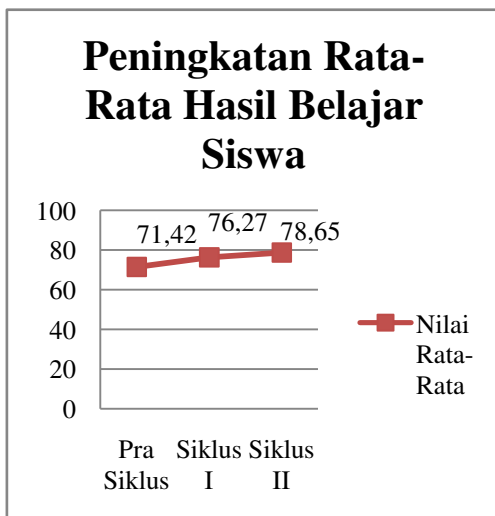 Peningkatan Rata-
Rata Hasil Belajar
Siswa
100
80
60
40
20
0
71,42
76,27
78,65
Pra
Siklus
Siklus
I
Siklus
II
Nilai
Rata-
Rata